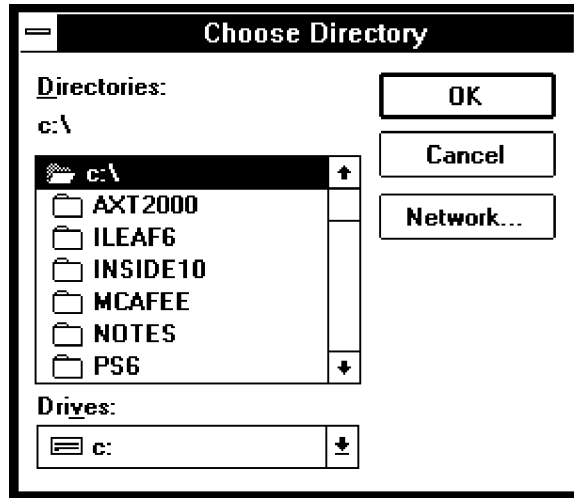 Choose Directory
Directories:
c:\
c:\
AXT2000
ILEAF6
INSIDE10
MCAFEE
NOTES
PS6
Drives:
c:
OK
Cancel
Network...